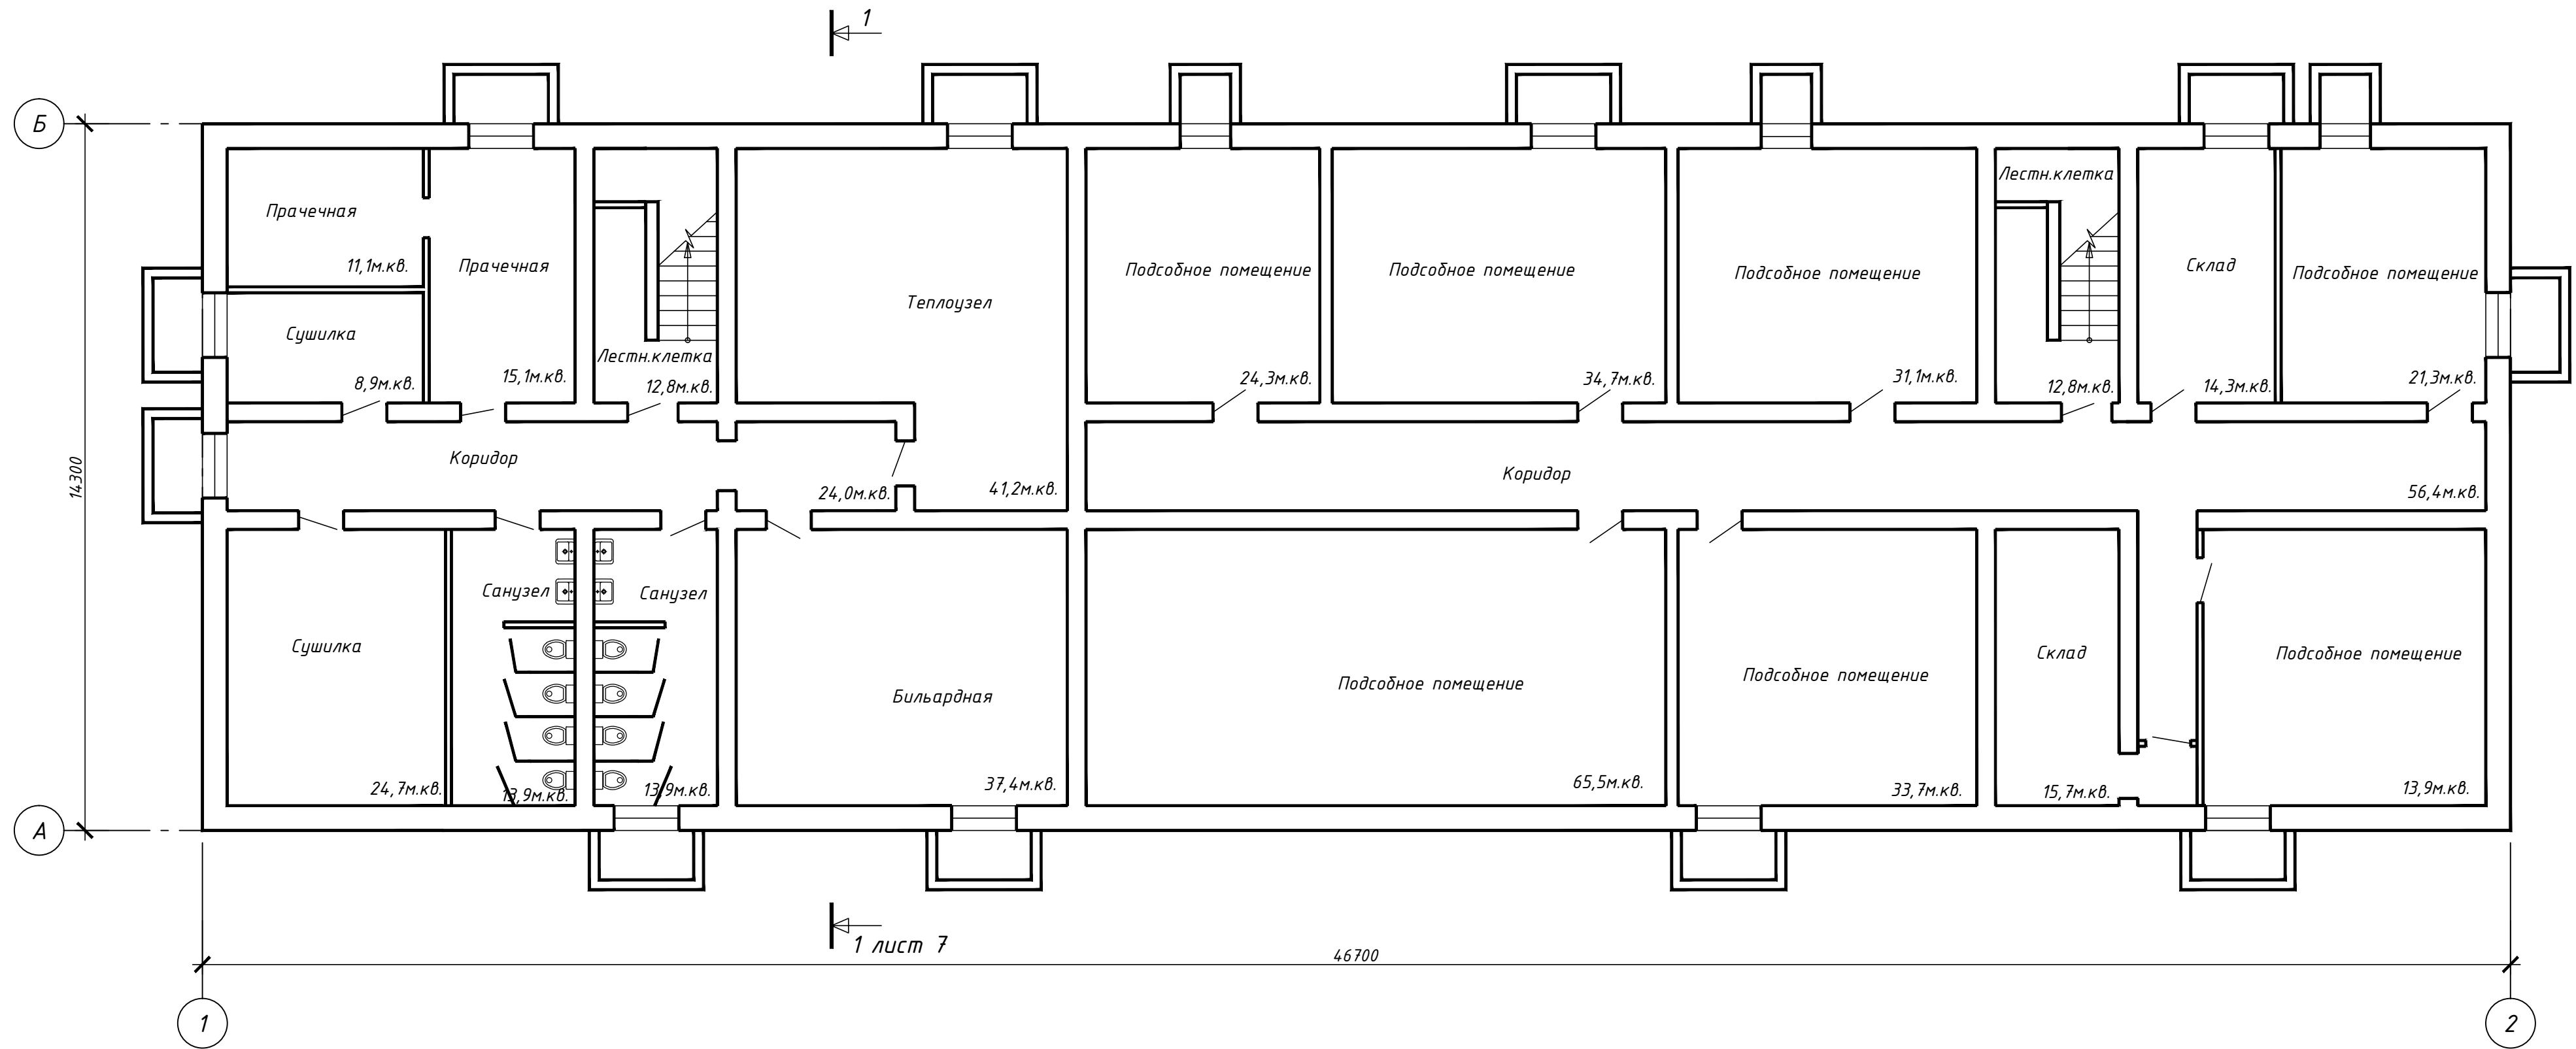 1
Б
Прачечная
11,1м.кв.
Прачечная
15,1м.кв.
Сушилка
8,9м.кв.
Лестн.клетка
12,8м.кв.
Теплоузел
41,2м.кв.
Подсобное помещение
24,3м.кв.
Подсобное помещение
34,7м.кв.
Подсобное помещение
31,1м.кв.
Лестн.клетка
12,8м.кв.
Склад
14,3м.кв.
Подсобное помещение
21,3м.кв.
14300
Коридор
24,0м.кв.
Коридор
56,4м.кв.
Сушилка
24,7м.кв.
Санузел
13,9м.кв.
Санузел
13,9м.кв.
Бильярдная
37,4м.кв.
Подсобное помещение
65,5м.кв.
Подсобное помещение
33,7м.кв.
Склад
15,7м.кв.
Подсобное помещение
13,9м.кв.
А
1 лист 7
46700
1
2